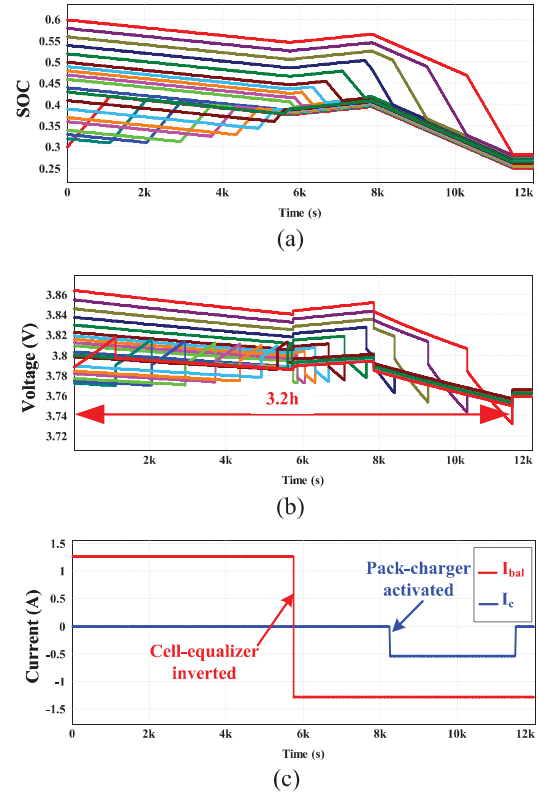 0.6
0.55
0.5
0.45
0.4
0.35
0.3
0.25
SOC
0
2k
4k
6k
8k
10k
12k
Time (s)
(a)
3.86
3.84
3.82
3.8
3.78
3.76
3.74
3.72
Voltage (V)
3.2h
2k
4k
6k
8k
10k
12k
Time (s)
(b)
1.5
1
0.5
0
-0.5
-1
-1.5
Current (A)
Pack-charger
activated
Cell-equalizer
inverted
I_bal
I_c
0
2k
4k
6k
8k
10k
12k
Time (s)
(c)